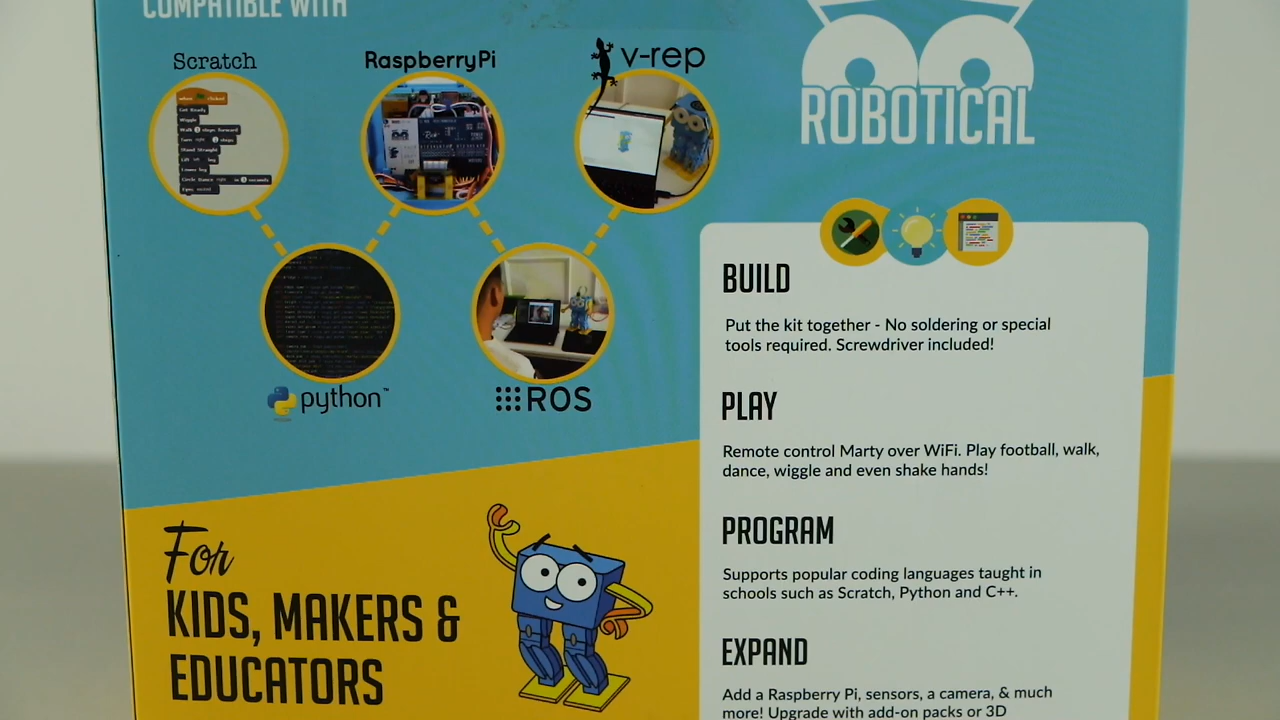 COMPATIBLE WITH
Scratch
RaspberryPi
v-rep
python™
ROS
ROBOTICAL
BUILD
Put the kit together - No soldering or special
tools required. Screwdriver included!
PLAY
Remote control Marty over WiFi. Play football, walk,
dance, wiggle and even shake hands!
PROGRAM
Supports popular coding languages taught in
schools such as Scratch, Python and C++.
EXPAND
Add a Raspberry Pi, sensors, a camera, & much
more! Upgrade with add-on packs or 3D
For
KIDS, MAKERS &
EDUCATORS